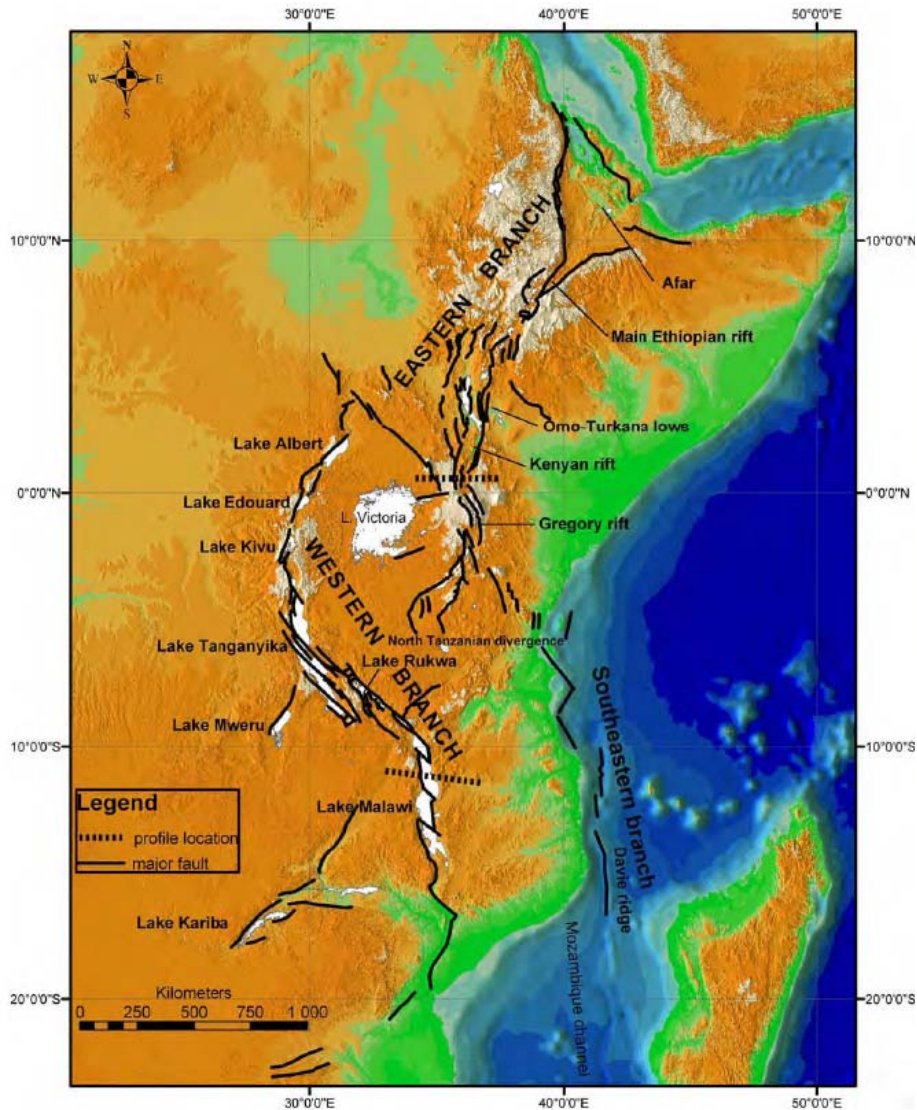 30°0'0"E 40°0'0"E 50°0'0"E
N
W E
S
10°0'0"N 10°0'0"N
EASTERN BRANCH
Afar
Main Ethiopian rift
Omo-Turkana lows
Lake Albert
Kenyan rift
0°0'0"N 0°0'0"N
Lake Edouard
L. Victoria
Gregory rift
Lake Kivu
WESTERN BRANCH
North Tanzanian divergence
Lake Tanganyika
Lake Rukwa
Lake Mweru
10°0'0"S 10°0'0"S
Southeastern branch
Davie ridge
Legend
profile location
major fault
Lake Malawi
Lake Kariba
Mozambique channel
Kilometers
0 250 500 750 1 000
20°0'0"S 20°0'0"S
30°0'0"E 40°0'0"E 50°0'0"E